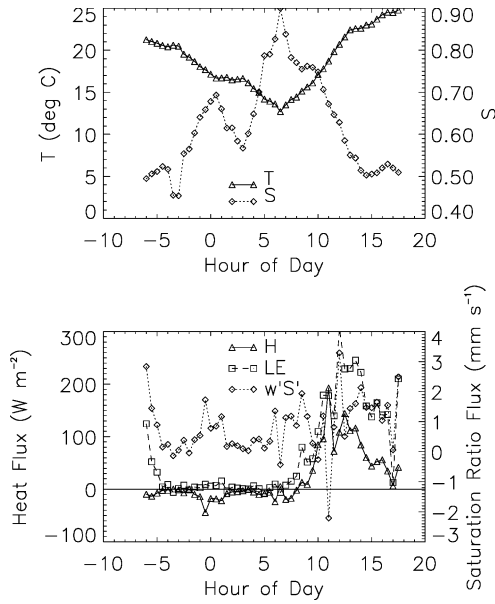 25
20
15
10
5
0
T (deg C)
0.90
0.80
0.70
0.60
0.50
0.40
S
T
S
−10 −5 0 5 10 15 20
Hour of Day
300
200
100
0
−100
Heat Flux (W m⁻²)
4
3
2
1
0
−1
−2
−3
Saturation Ratio Flux (mm s⁻¹)
H
LE
w'S'
−10 −5 0 5 10 15 20
Hour of Day